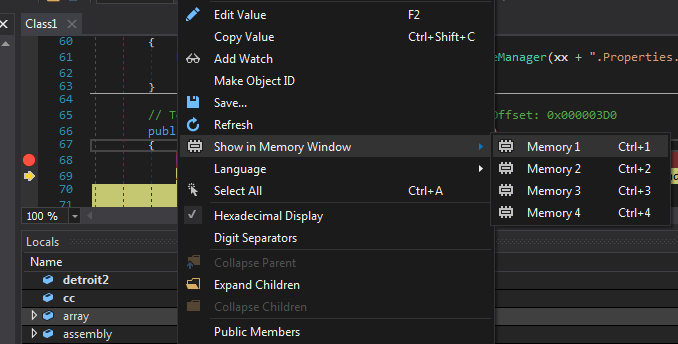 Edit Value F2
Class1
Copy Value Ctrl+Shift+C
60 {
61 eManager(xx + ".Properties.
Add Watch
62
Make Object ID
63 }
64
Save...
65 // T Offset: 0x000003D0
Refresh
66 publ
67 {
Show in Memory Window
Memory 1 Ctrl+1
68
Language
Memory 2 Ctrl+2
69
Select All Ctrl+A
Memory 3 Ctrl+3
70
71
Memory 4 Ctrl+4
100 %
Hexadecimal Display
Digit Separators
Locals
Name
Collapse Parent
detroit2
Expand Children
cc
Collapse Children
array
assembly
Public Members